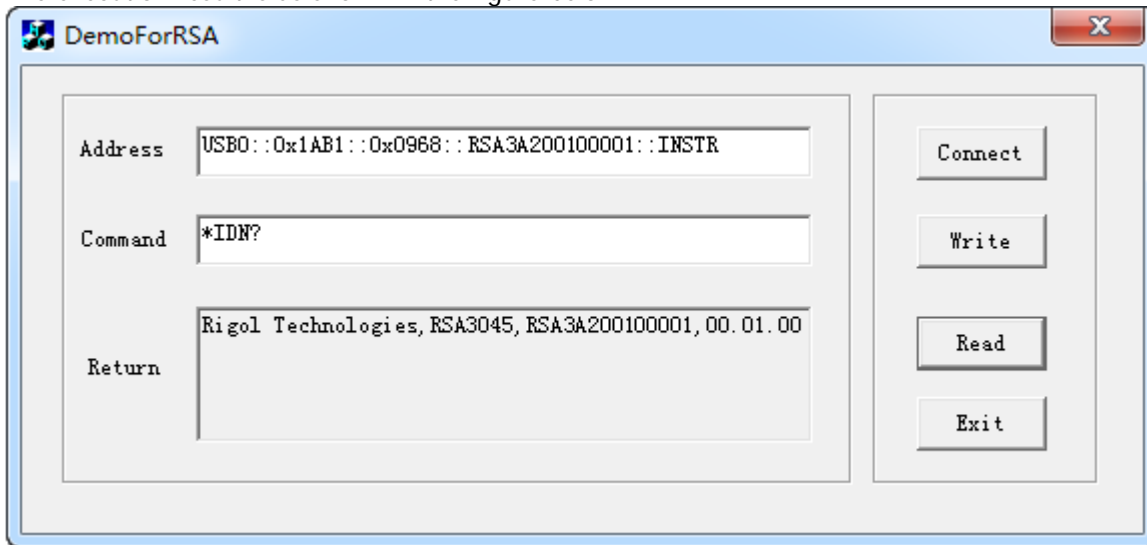 DemoForRSA
Address
USB0::0x1AB1::0x0968::RSA3A200100001::INSTR
Connect
Command
*IDN?
Write
Return
Rigol Technologies,RSA3045,RSA3A200100001,00.01.00
Read
Exit